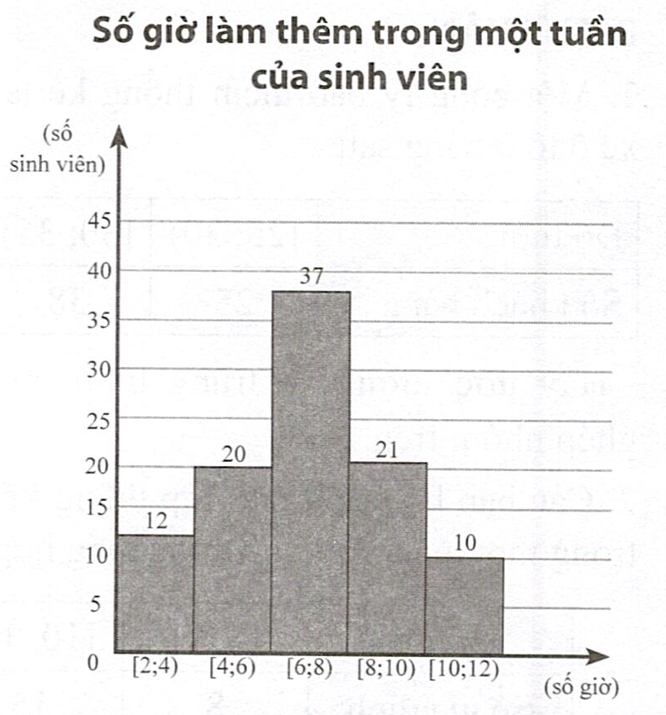 Số giờ làm thêm trong một tuần
của sinh viên
(số
sinh viên)
45
40
35
30
25
20
15
10
5
0
37
20
21
12
10
[2;4) [4;6) [6;8) [8;10) [10;12)
(số giờ)